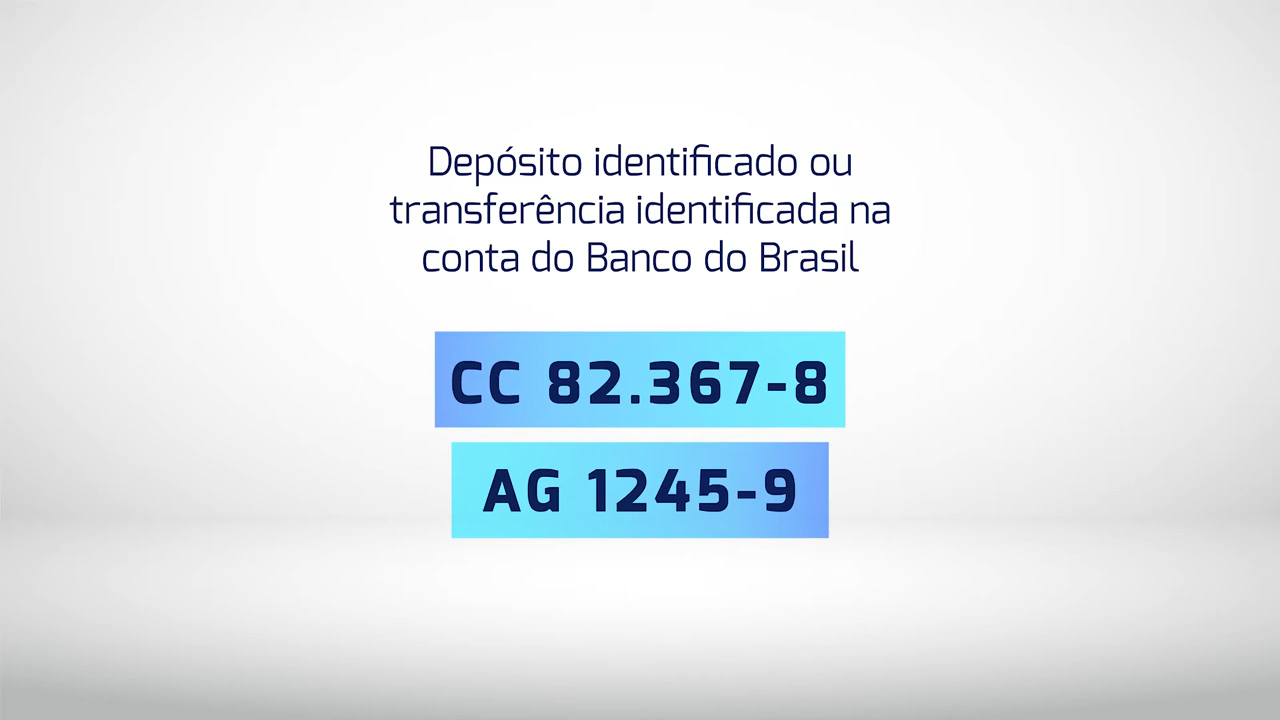 Depósito identificado ou
transferência identificada na
conta do Banco do Brasil
CC 82.367-8
AG 1245-9